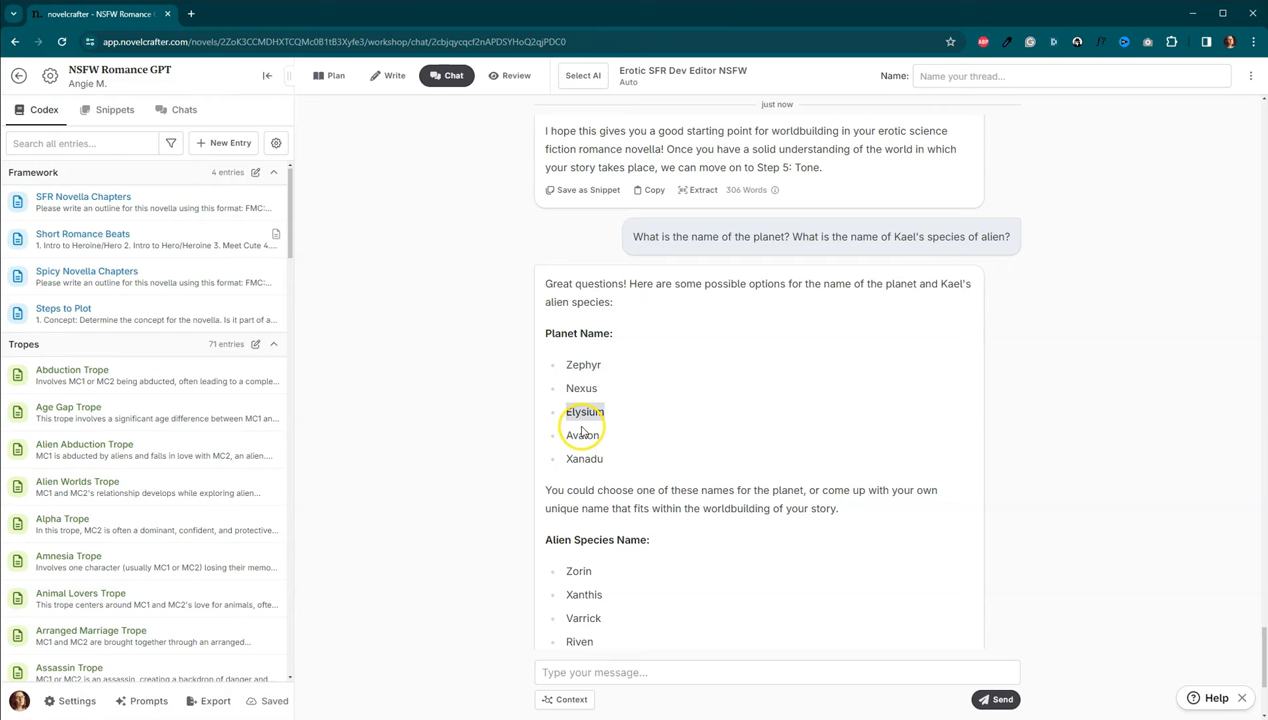 novelcrafter - NSFW Romance G
app.novelcrafter.com/novels/2ZoK3CCMDHXTCQMc0B1tB3Xyfe3/workshop/chat/2cbjqycqcf2nAPDSYHoQ2qjPDC0
NSFW Romance GPT
Angie M.
Plan
Write
Chat
Review
Select AI
Erotic SFR Dev Editor NSFW
Auto
Name:
Name your thread...
Codex
Snippets
Chats
Search all entries...
+ New Entry
Framework
4 entries
SFR Novella Chapters
Please write an outline for this novella using this format: FMC:...
Short Romance Beats
1. Intro to Heroine/Hero 2. Intro to Hero/Heroine 3. Meet Cute 4....
Spicy Novella Chapters
Please write an outline for this novella using this format: FMC:...
Steps to Plot
1. Concept: Determine the concept for the novella. Is it part of a...
Tropes
71 entries
Abduction Trope
Involves MC1 or MC2 being abducted, often leading to a comple...
Age Gap Trope
This trope involves a significant age difference between MC1 an...
Alien Abduction Trope
MC1 is abducted by aliens and falls in love with MC2, an alien....
Alien Worlds Trope
MC1 and MC2's relationship develops while exploring alien...
Alpha Trope
In this trope, MC2 is often a dominant, confident, and protective...
Amnesia Trope
Involves one character (usually MC1 or MC2) losing their memo...
Animal Lovers Trope
This trope centers around MC1 and MC2's love for animals, ofte...
Arranged Marriage Trope
MC1 and MC2 are brought together through an arranged...
Assassin Trope
MC1 or MC2 is an assassin, creating a backdrop of danger and
Settings
Prompts
Export
Saved
just now
I hope this gives you a good starting point for worldbuilding in your erotic science
fiction romance novella! Once you have a solid understanding of the world in which
your story takes place, we can move on to Step 5: Tone.
Save as Snippet
Copy
Extract
306 Words
What is the name of the planet? What is the name of Kael's species of alien?
Great questions! Here are some possible options for the name of the planet and Kael's
alien species:
Planet Name:
Zephyr
Nexus
Elysium
Avalon
Xanadu
You could choose one of these names for the planet, or come up with your own
unique name that fits within the worldbuilding of your story.
Alien Species Name:
Zorin
Xanthis
Varrick
Riven
Type your message...
Context
Send
Help